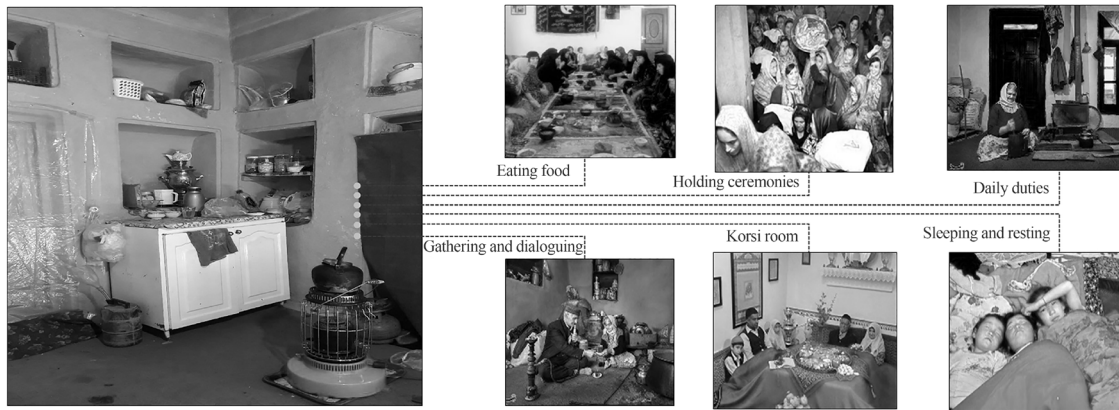 Eating food
Holding ceremonies
Daily duties
Gathering and dialoguing
Korsi room
Sleeping and resting